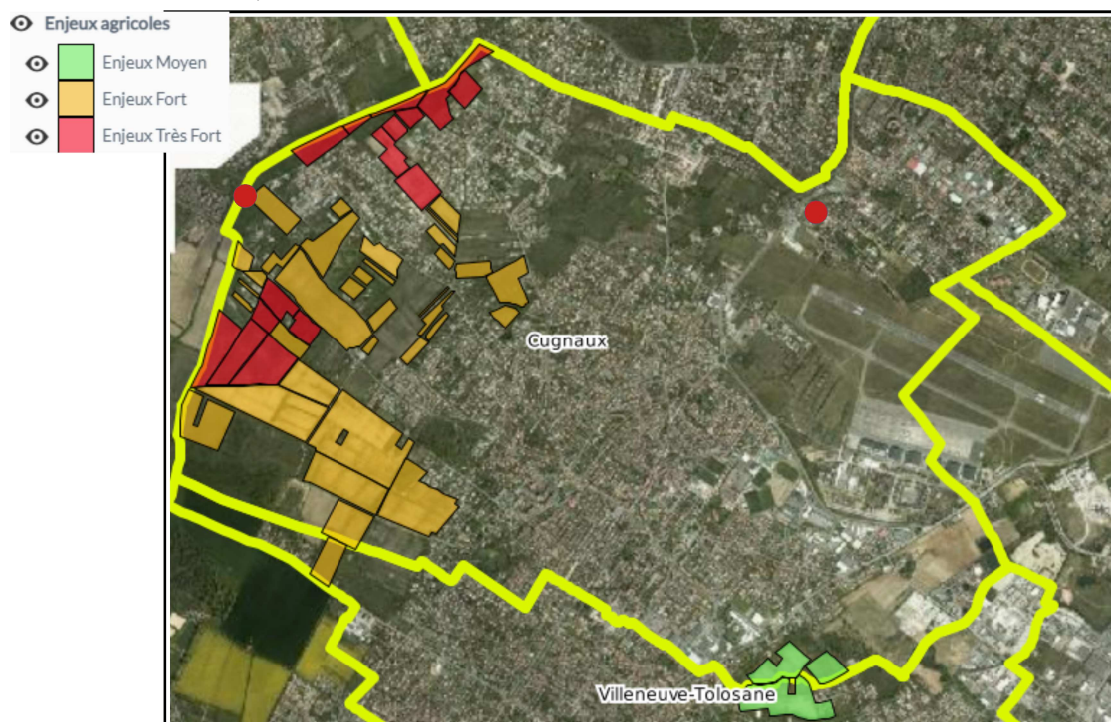 Enjeux agricoles
Enjeux Moyen
Enjeux Fort
Enjeux Très Fort
Cugnaux
Villeneuve-Tolosane